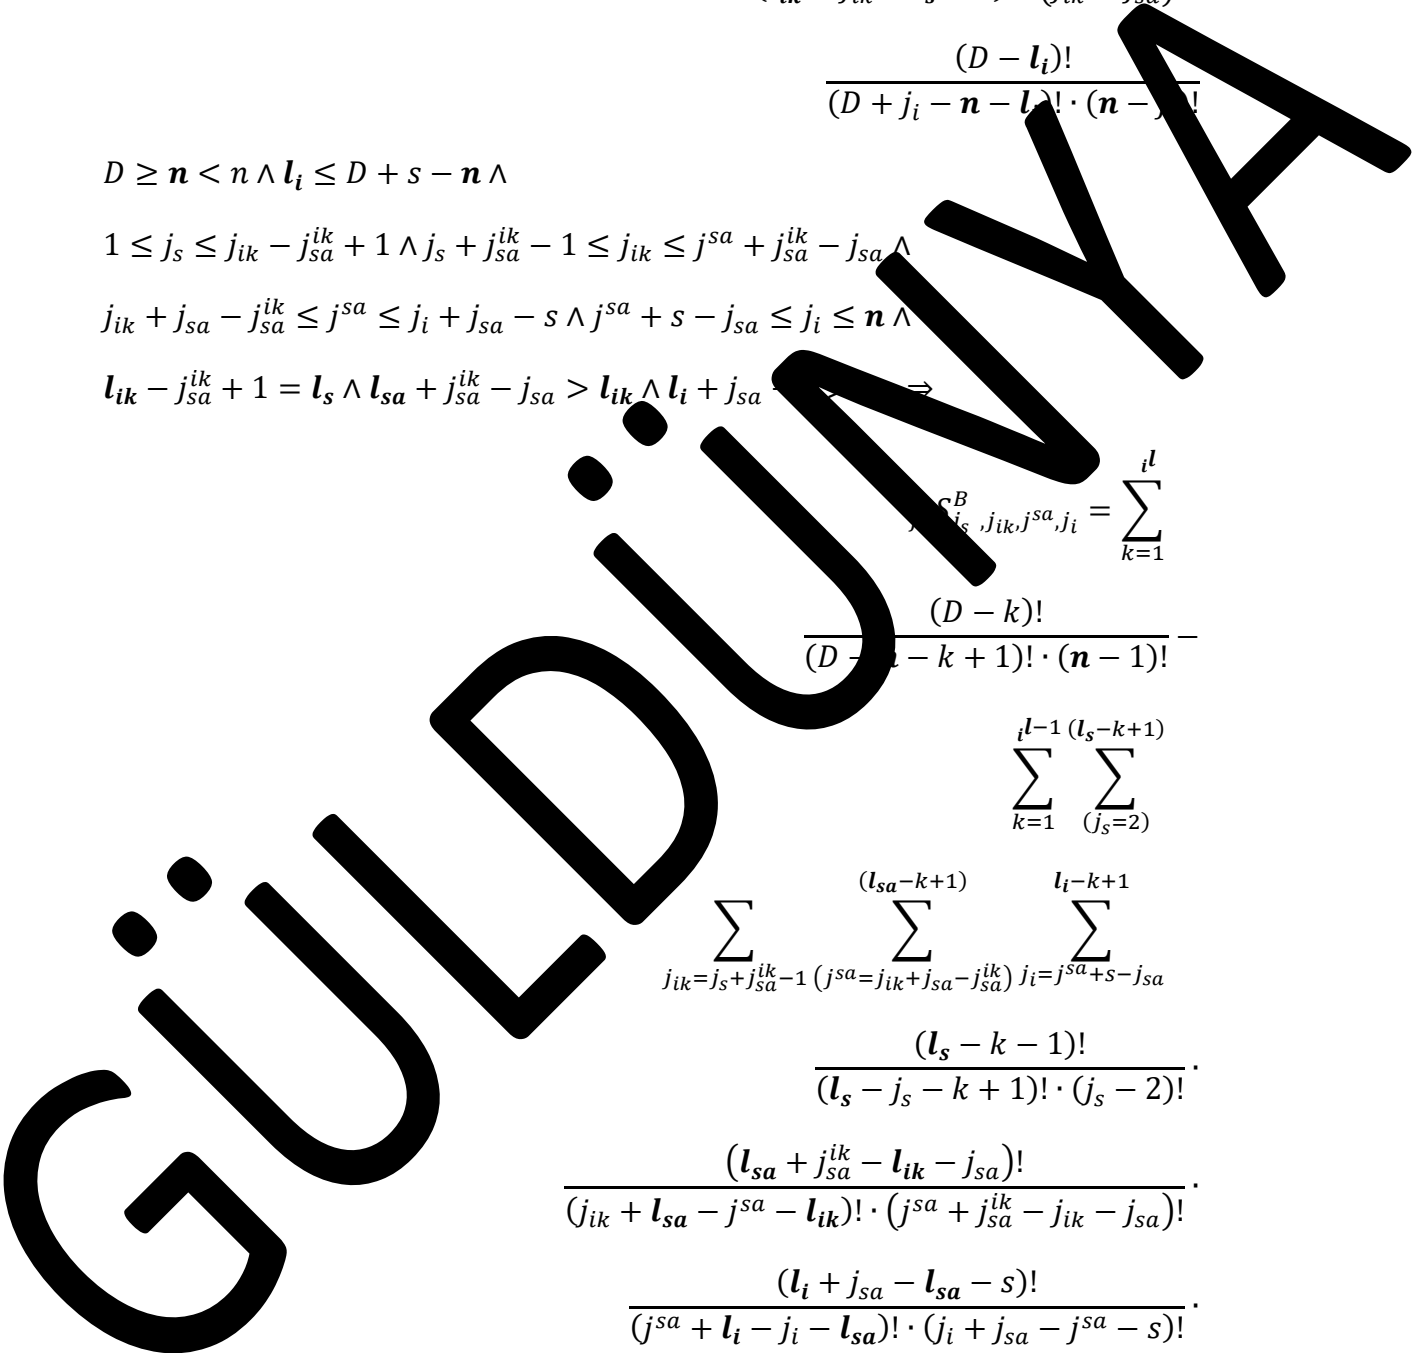 (D − l_i)!
(D + j_i − n − l )! · (n − )!
D ≥ n < n ∧ l_i ≤ D + s − n ∧
1 ≤ j_s ≤ j_ik − j_sa^ik + 1 ∧ j_s + j_sa^ik − 1 ≤ j_ik ≤ j^sa + j_sa^ik − j_sa ∧
j_ik + j_sa − j_sa^ik ≤ j^sa ≤ j_i + j_sa − s ∧ j^sa + s − j_sa ≤ j_i ≤ n ∧
l_ik − j_sa^ik + 1 = l_s ∧ l_sa + j_sa^ik − j_sa > l_ik ∧ l_i + j_sa ⇒
S_{j_s,j_ik,j^sa,j_i}^B = ∑_{k=1}^{_il}
(D − k)!
(D − k + 1)! · (n − 1)! −
∑_{k=1}^{_il−1} ∑_{(j_s=2)}^{(l_s−k+1)}
∑_{j_ik=j_s+j_sa^ik−1} ∑_{(j^sa=j_ik+j_sa−j_sa^ik)}^{(l_sa−k+1)} ∑_{j_i=j^sa+s−j_sa}^{l_i−k+1}
(l_s − k − 1)!
(l_s − j_s − k + 1)! · (j_s − 2)! ·
(l_sa + j_sa^ik − l_ik − j_sa)!
(j_ik + l_sa − j^sa − l_ik)! · (j^sa + j_sa^ik − j_ik − j_sa)! ·
(l_i + j_sa − l_sa − s)!
(j^sa + l_i − j_i − l_sa)! · (j_i + j_sa − j^sa − s)! ·
GÜLDÜNYA